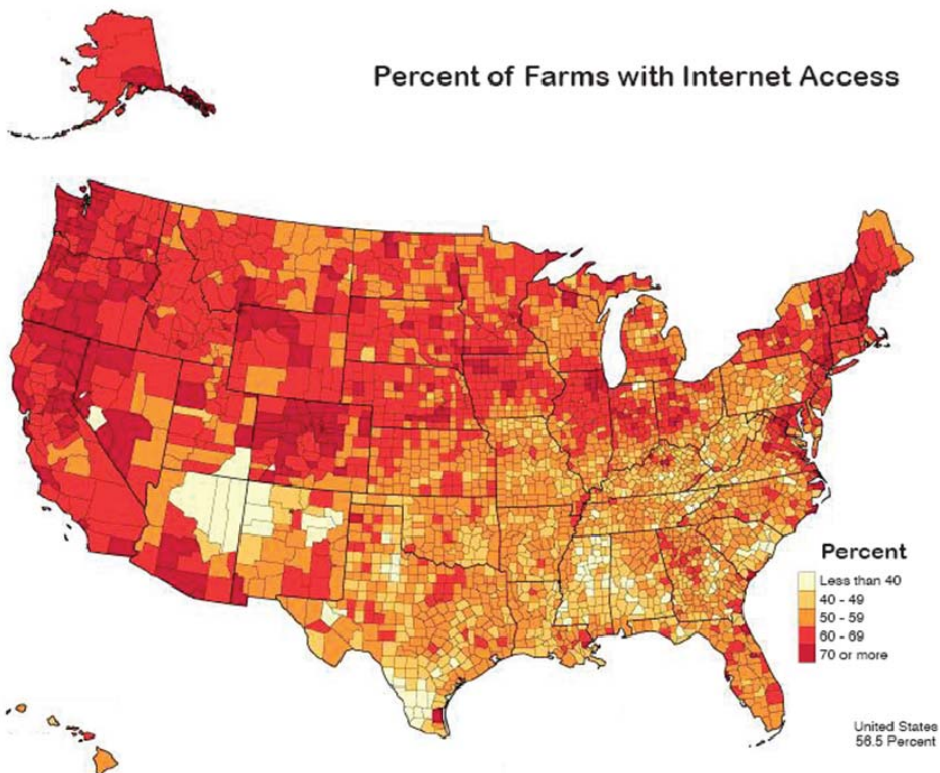 Percent of Farms with Internet Access
Percent
Less than 40
40 - 49
50 - 59
60 - 69
70 or more
United States
56.5 Percent